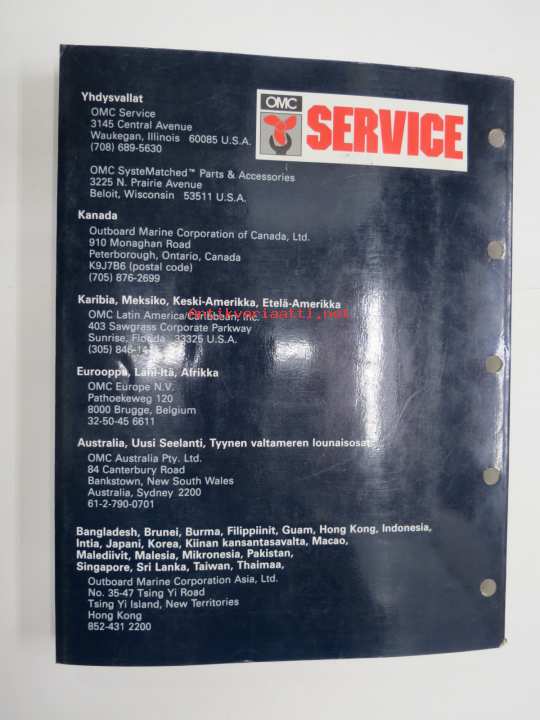 OMC
SERVICE
Yhdysvallat
OMC Service
3145 Central Avenue
Waukegan, Illinois 60085 U.S.A.
(708) 689-5630
OMC SysteMatched™ Parts & Accessories
3225 N. Prairie Avenue
Beloit, Wisconsin 53511 U.S.A.
Kanada
Outboard Marine Corporation of Canada, Ltd.
910 Monaghan Road
Peterborough, Ontario, Canada
K9J7B6 (postal code)
(705) 876-2699
Karibia, Meksiko, Keski-Amerikka, Etelä-Amerikka
antikvariaatti.net
OMC Latin America/Caribbean, Inc.
403 Sawgrass Corporate Parkway
Sunrise, Florida 33325 U.S.A.
(305)
Eurooppa, Lähi-Itä, Afrikka
OMC Europe N.V.
Pathoekeweg 120
8000 Brugge, Belgium
32-50-45 6611
Australia, Uusi Seelanti, Tyynen valtameren lounaisosat
OMC Australia Pty. Ltd.
84 Canterbury Road
Bankstown, New South Wales
Australia, Sydney 2200
61-2-790-0701
Bangladesh, Brunei, Burma, Filippiinit, Guam, Hong Kong, Indonesia,
Intia, Japani, Korea, Kiinan kansantasavalta, Macao,
Malediivit, Malesia, Mikronesia, Pakistan,
Singapore, Sri Lanka, Taiwan, Thaimaa,
Outboard Marine Corporation Asia, Ltd.
No. 35-47 Tsing Yi Road
Tsing Yi Island, New Territories
Hong Kong
852-431 2200